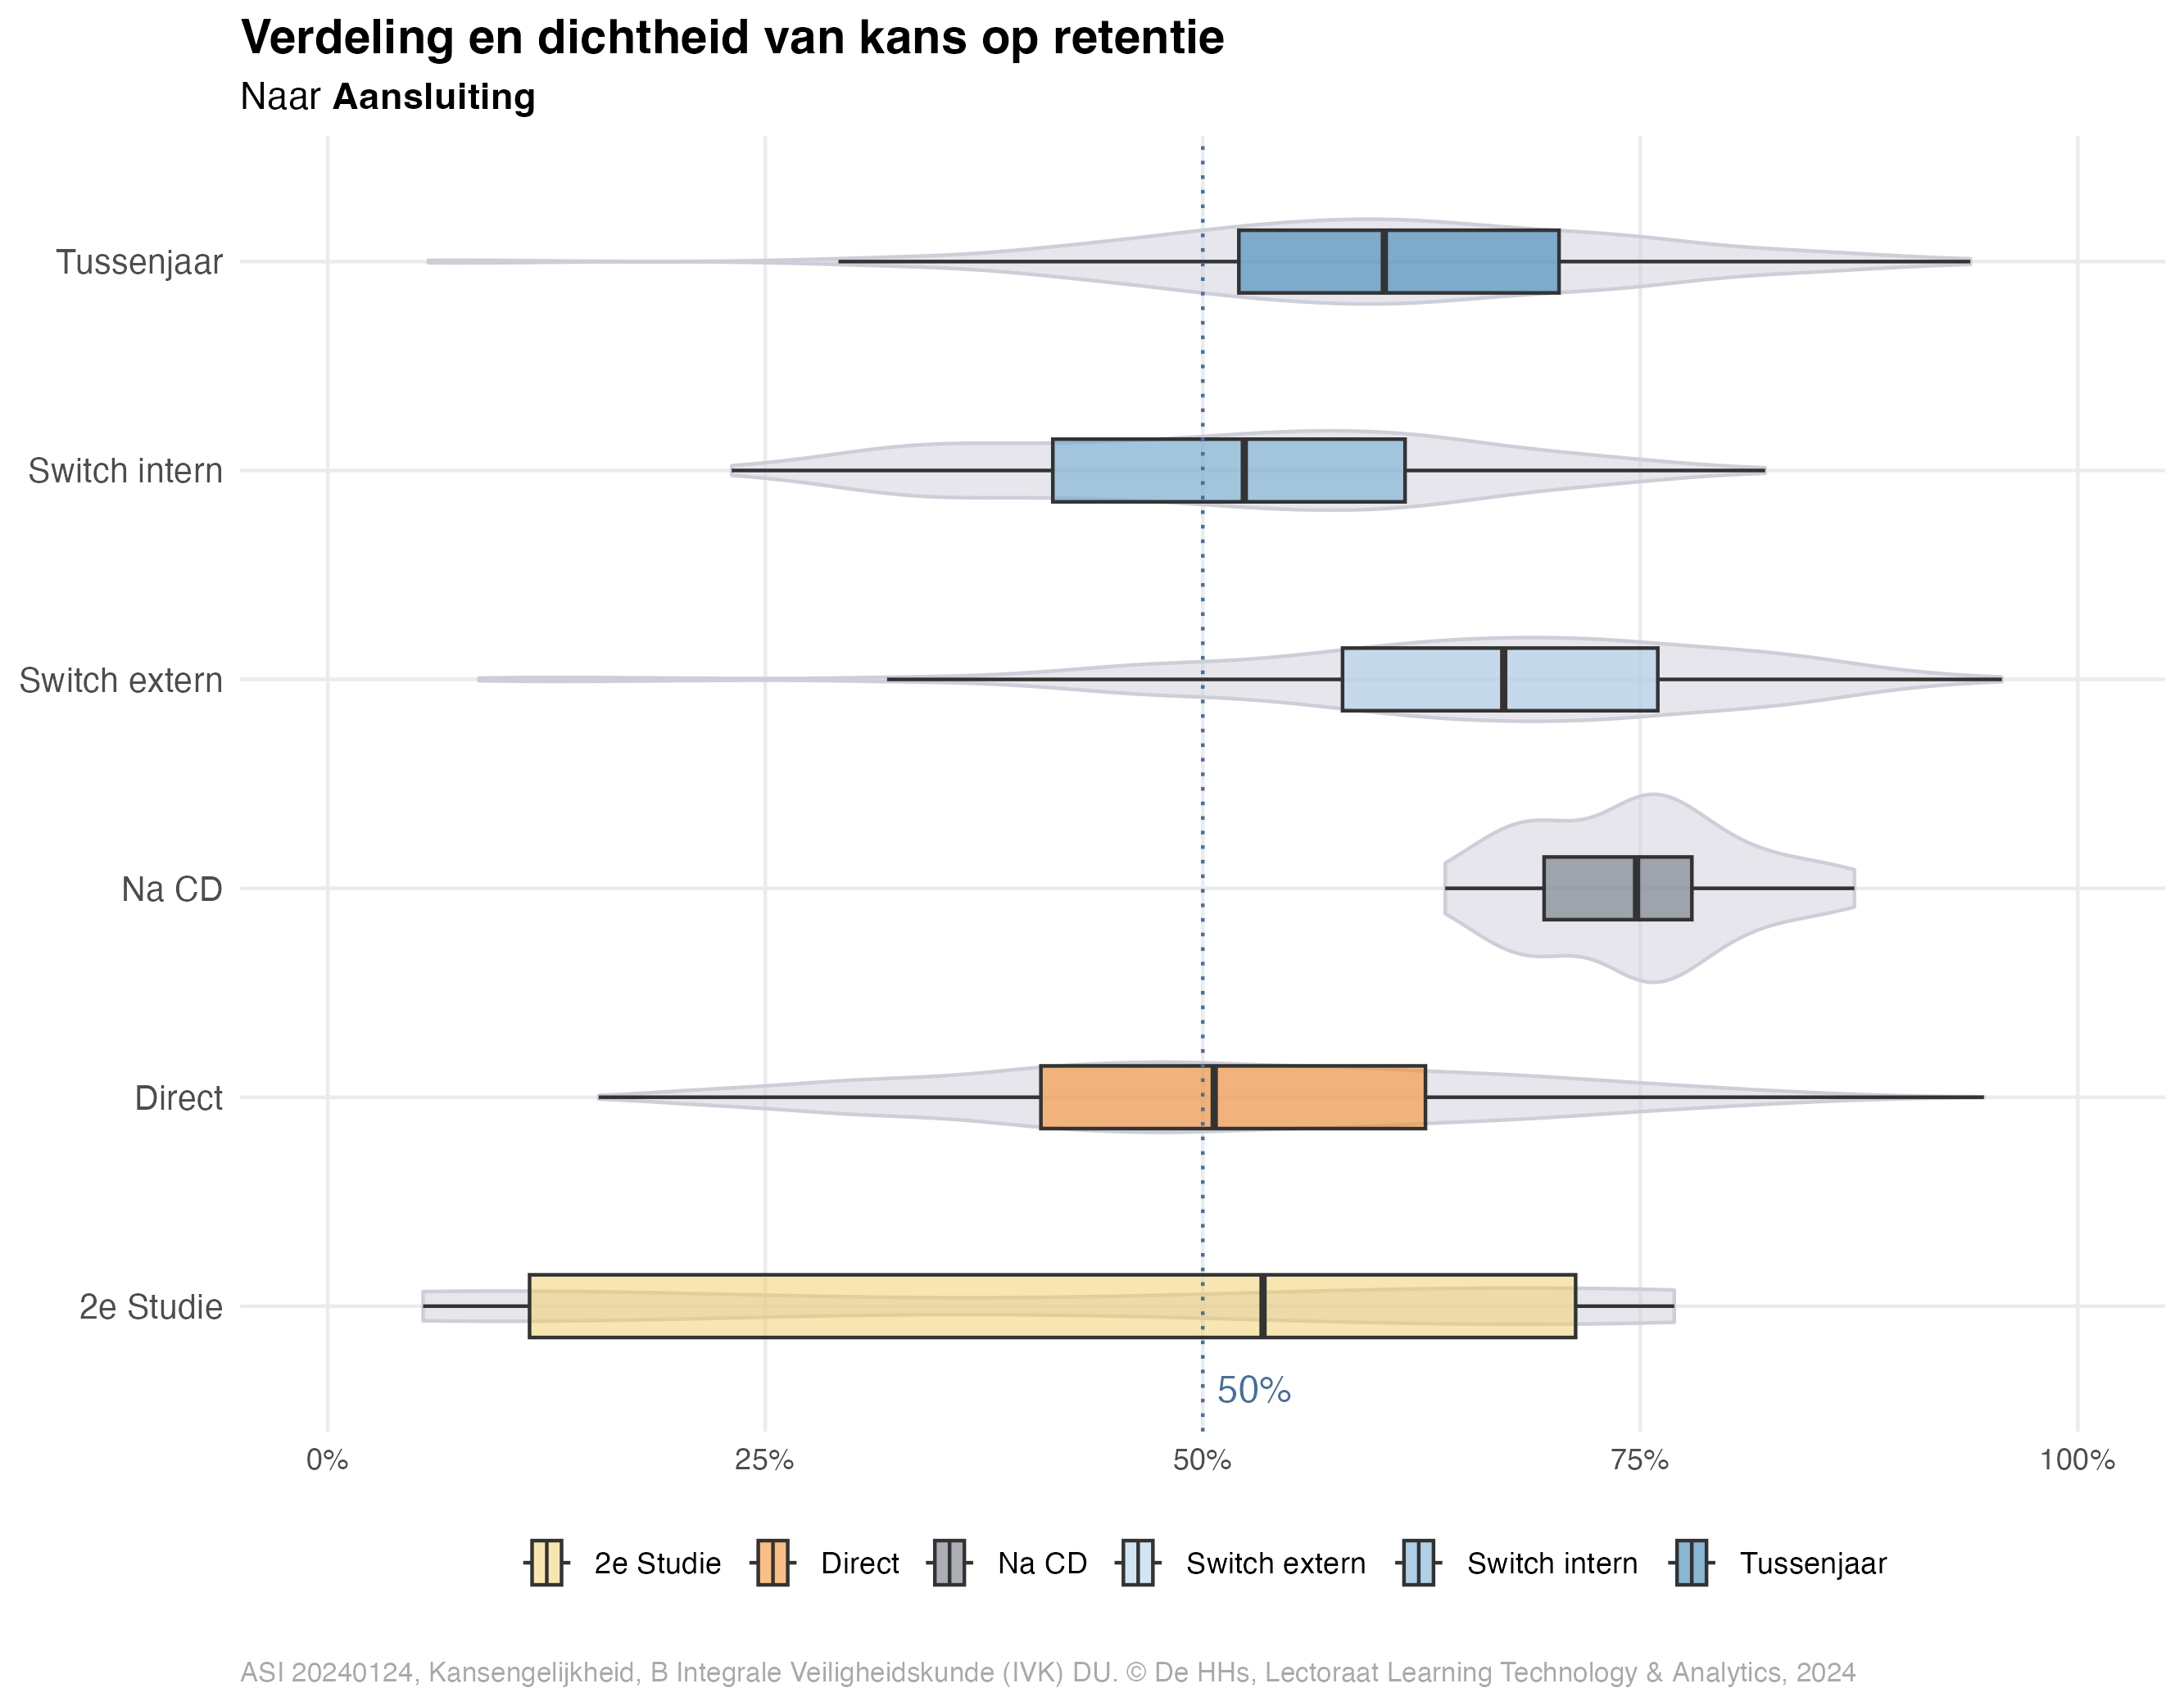 Verdeling en dichtheid van kans op retentie
Naar Aansluiting
Tussenjaar
Switch intern
Switch extern
Na CD
Direct
2e Studie
50%
0% 25% 50% 75% 100%
2e Studie Direct Na CD Switch extern Switch intern Tussenjaar
ASI 20240124, Kansengelijkheid, B Integrale Veiligheidskunde (IVK) DU. © De HHs, Lectoraat Learning Technology & Analytics, 2024